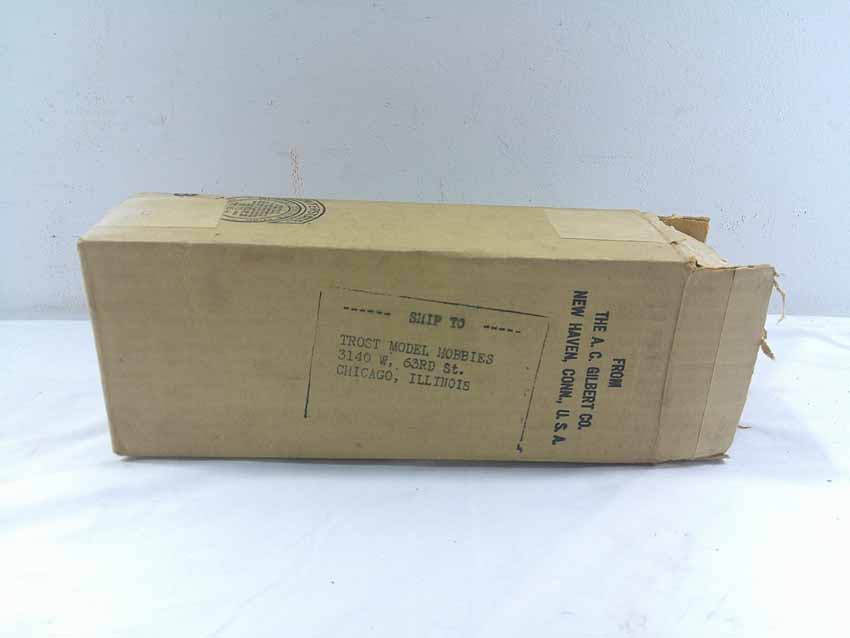 ------ SHIP TO -----
TROST MODEL HOBBIES
3140 W. 63RD St.
CHICAGO, ILLINOIS
FROM
THE A. C. GILBERT CO.
NEW HAVEN, CONN., U. S. A.